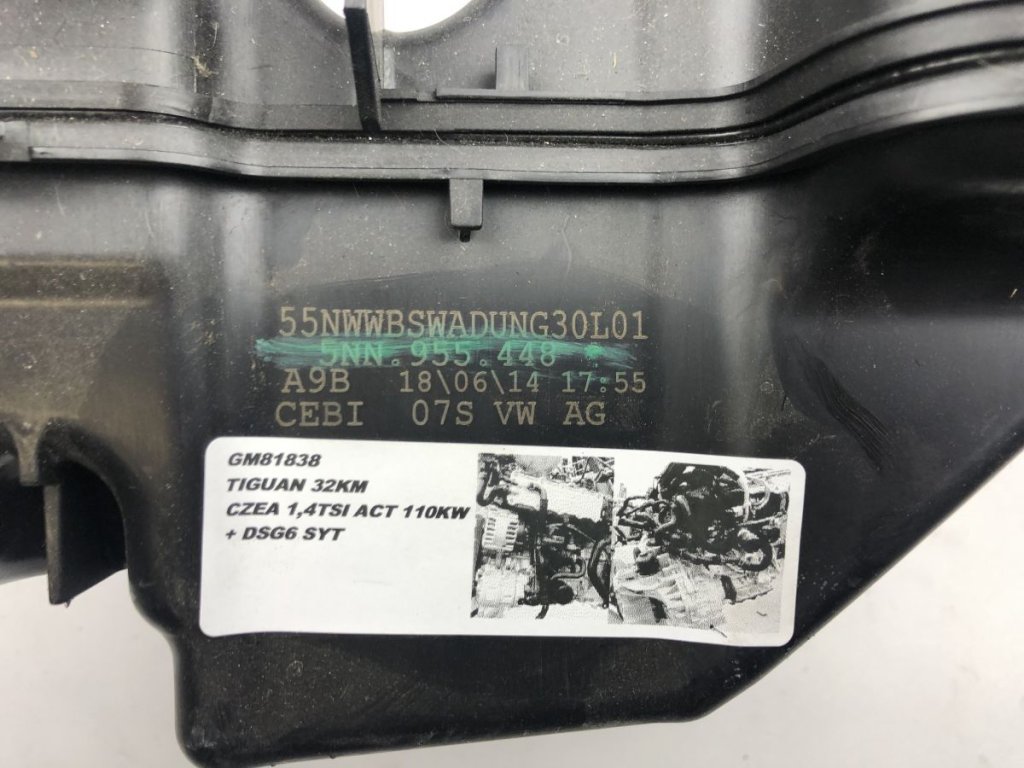 55NWWBSWADUNG30L01
5NN.955.448
A9B 18\06\14 17:55
CEBI 07S VW AG
GM81838
TIGUAN 32KM
CZEA 1,4TSI ACT 110KW
+ DSG6 SYT